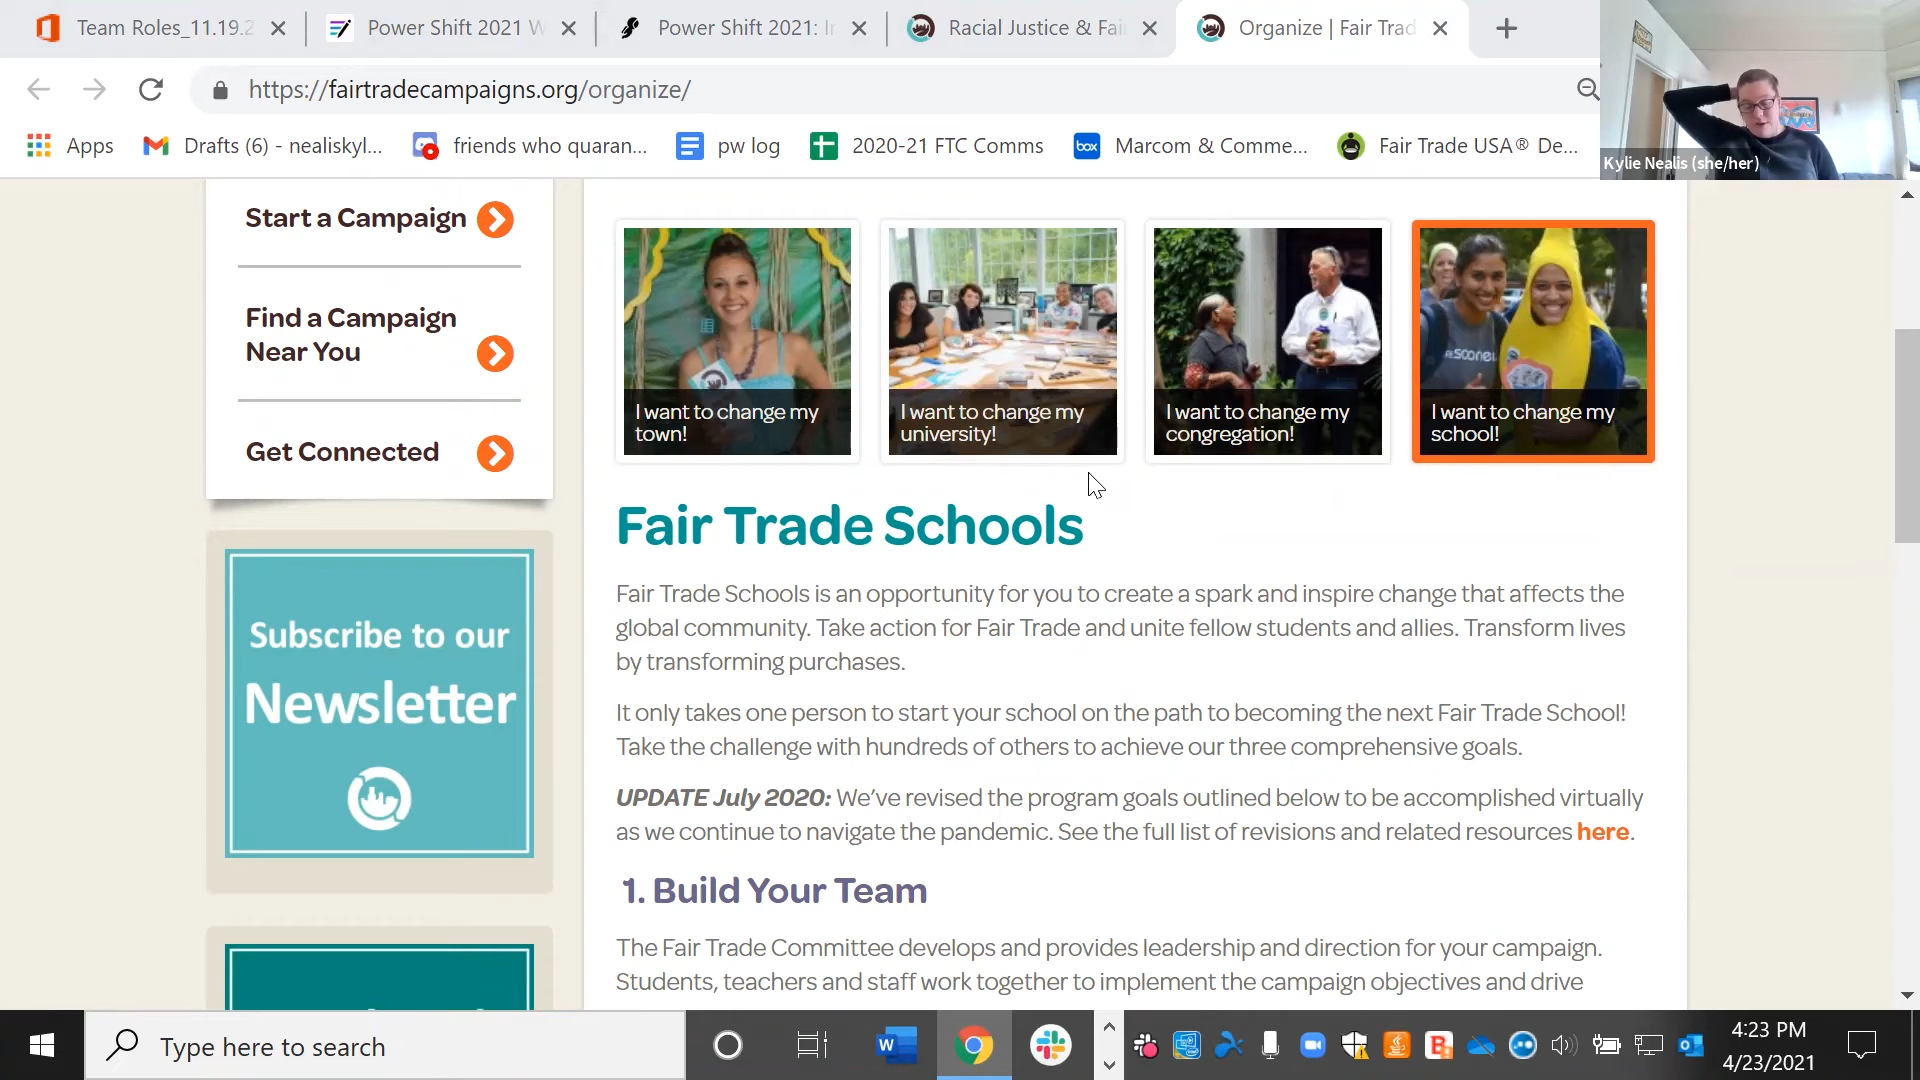 Team Roles_11.19.2
Power Shift 2021 W
Power Shift 2021: I
Racial Justice & Fai
Organize | Fair Trad
https://fairtradecampaigns.org/organize/
Apps
Drafts (6) - nealiskyl...
friends who quaran...
pw log
box
2020-21 FTC Comms
Marcom & Comme...
Fair Trade USA® De...
Kylie Nealis (she/her)
Start a Campaign
Find a Campaign
Near You
Get Connected
Subscribe to our
Newsletter
I want to change my
town!
I want to change my
university!
I want to change my
congregation!
I want to change my
school!
Fair Trade Schools
Fair Trade Schools is an opportunity for you to create a spark and inspire change that affects the
global community. Take action for Fair Trade and unite fellow students and allies. Transform lives
by transforming purchases.
It only takes one person to start your school on the path to becoming the next Fair Trade School!
Take the challenge with hundreds of others to achieve our three comprehensive goals.
UPDATE July 2020: We've revised the program goals outlined below to be accomplished virtually
as we continue to navigate the pandemic. See the full list of revisions and related resources here.
1. Build Your Team
The Fair Trade Committee develops and provides leadership and direction for your campaign.
Students, teachers and staff work together to implement the campaign objectives and drive
Type here to search
4:23 PM
4/23/2021